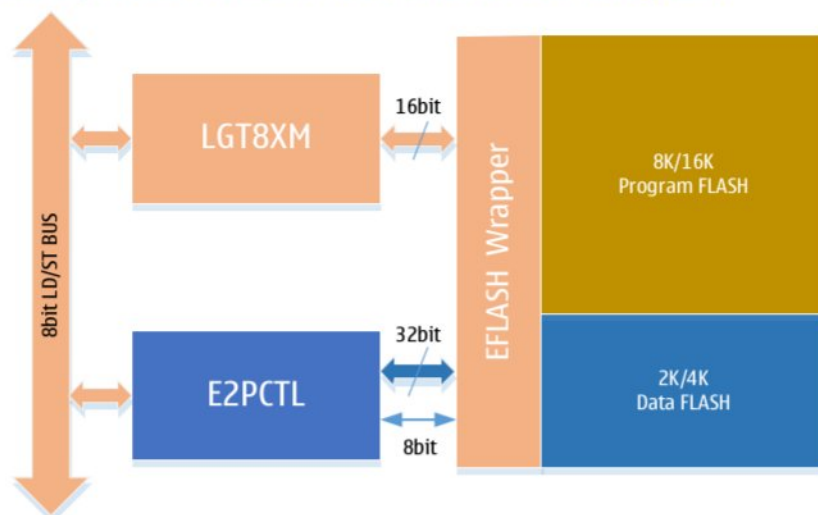 8bit LD/ST BUS
LGT8XM
16bit
EFLASH Wrapper
8K/16K
Program FLASH
E2PCTL
32bit
8bit
2K/4K
Data FLASH